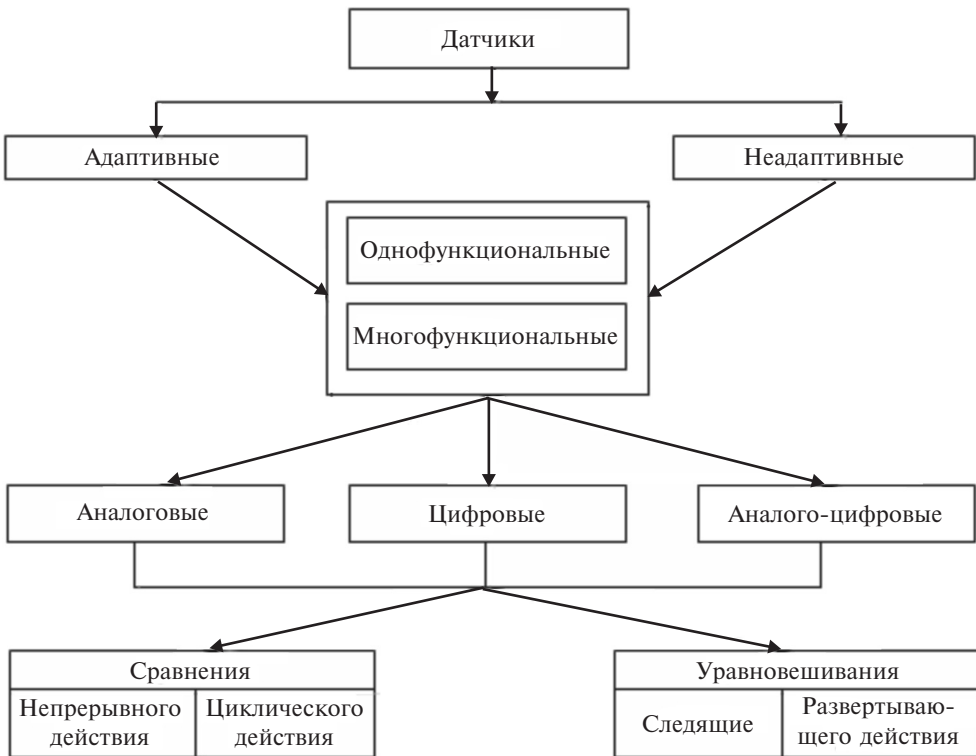 Датчики
Адаптивные
Неадаптивные
Однофункциональные
Многофункциональные
Аналоговые
Цифровые
Аналого-цифровые
Сравнения
Уравновешивания
Непрерывного
действия
Циклического
действия
Следящие
Развертываю-
щего действия